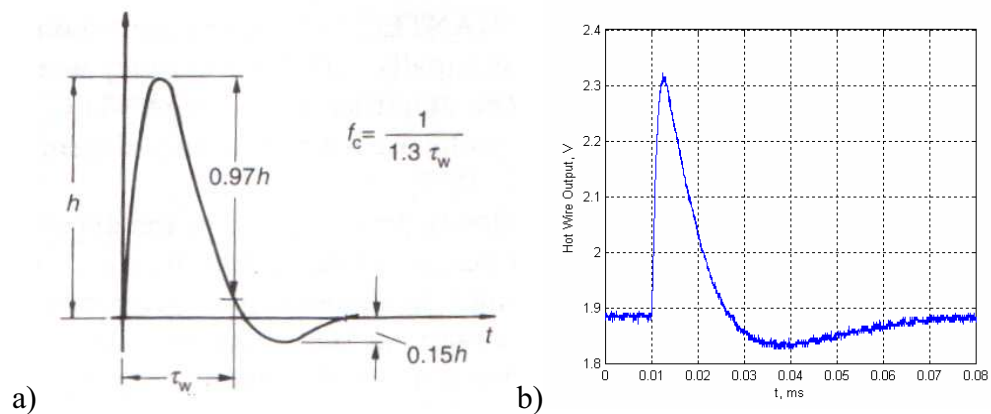 a)
h
0.97h
f_c = 1 / 1.3 τ_w
t
0.15h
τ_w
b)
Hot Wire Output, V
2.4
2.3
2.2
2.1
2
1.9
1.8
0 0.01 0.02 0.03 0.04 0.05 0.06 0.07 0.08
t, ms